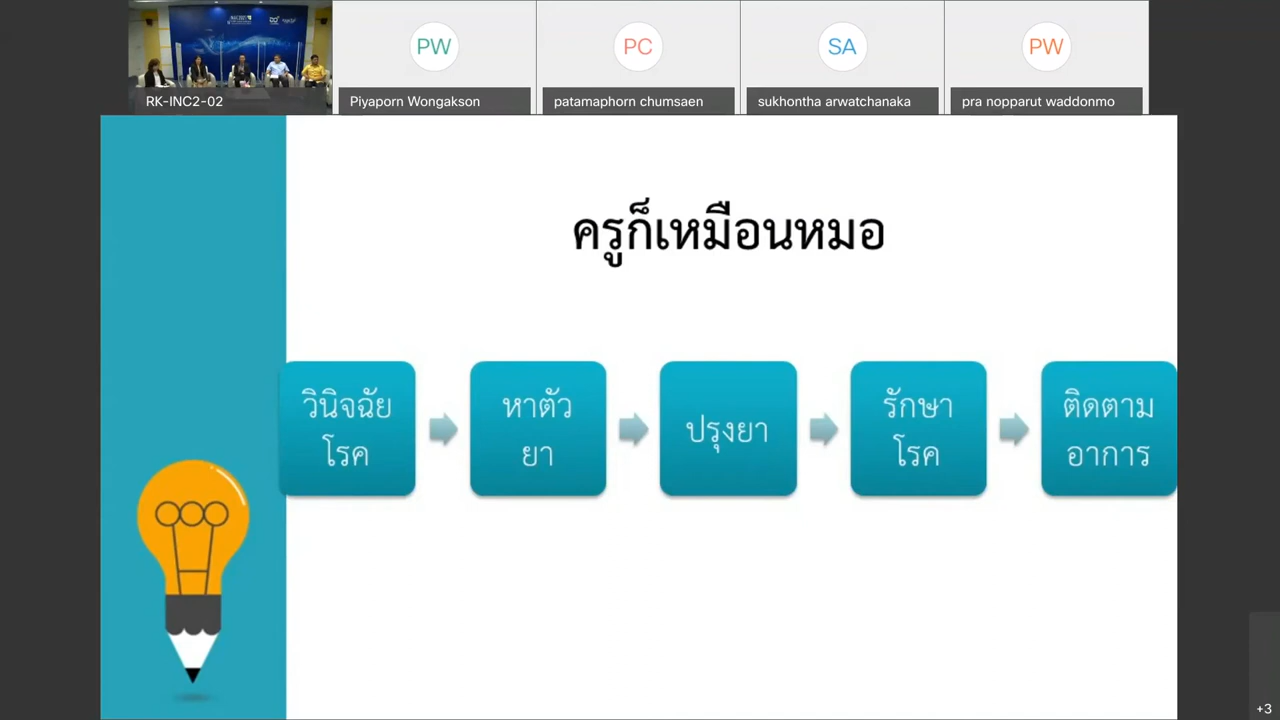 RK-INC2-02
PW
Piyaporn Wongakson
PC
patamaphorn chumsaen
SA
sukhontha arwatchanaka
PW
pra nopparut waddonmo
ครูก็เหมือนหมอ
วินิจฉัย
โรค
หาตัว
ยา
ปรุงยา
รักษา
โรค
ติดตาม
อาการ
+3